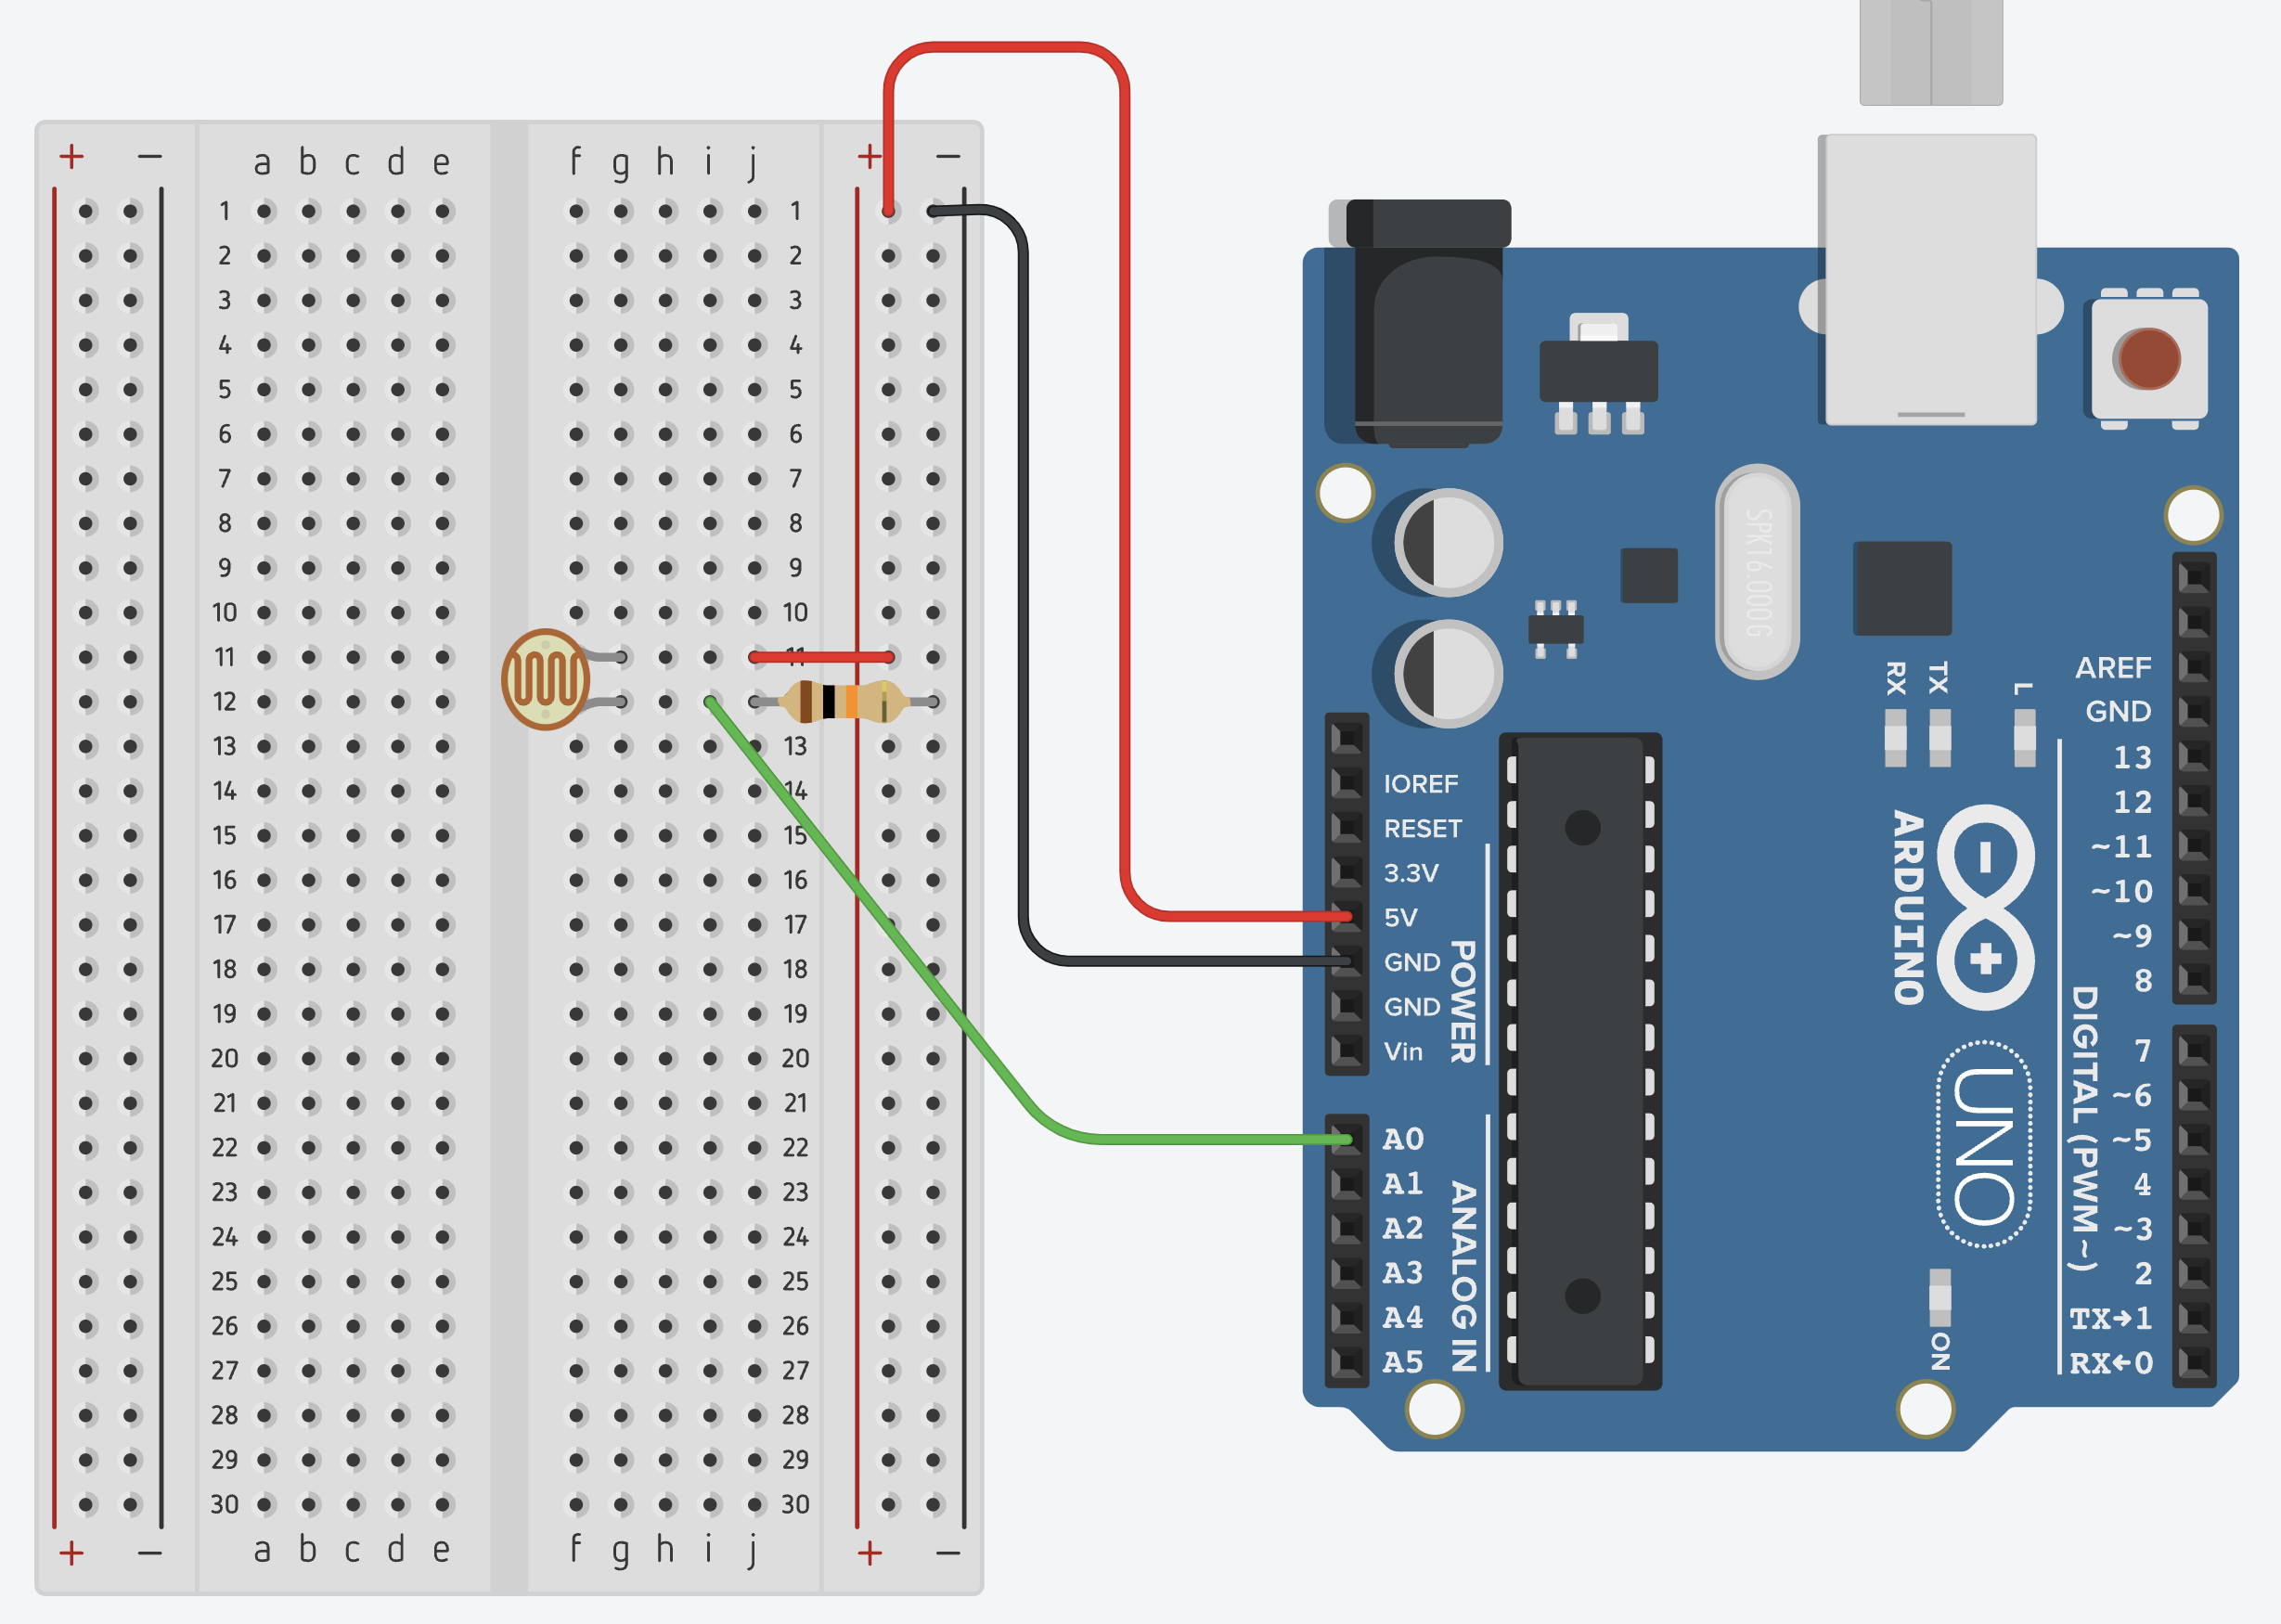 + − a b c d e f g h i j + −
1 1
2 2
3 3
4 4
5 5
6 6
7 7
8 8
9 9
10 10
11 11
12
13 13
14 14
15 15
16 16
17 17
18 18
19 19
20 20
21 21
22 22
23 23
24 24
25 25
26 26
27 27
28 28
29 29
30 30
+ − a b c d e f g h i j + −
SPK16.000G
IOREF
RESET
3.3V
5V
GND
GND
Vin
POWER
A0
A1
A2
A3
A4
A5
ANALOG IN
RX
TX
L
ARDUINO
UNO
ON
AREF
GND
13
12
~11
~10
~9
8
7
~6
~5
4
~3
2
TX→1
RX←0
DIGITAL (PWM~)